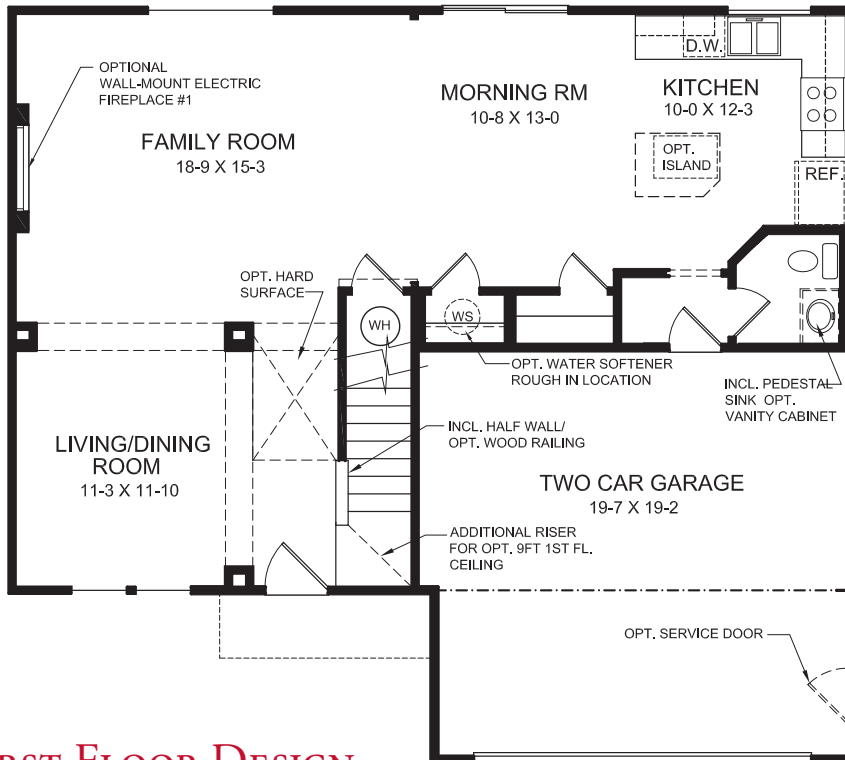 OPTIONAL
WALL-MOUNT ELECTRIC
FIREPLACE #1
FAMILY ROOM
18-9 X 15-3
MORNING RM
10-8 X 13-0
D.W.
KITCHEN
10-0 X 12-3
OPT.
ISLAND
REF.
OPT. HARD
SURFACE
WH
WS
OPT. WATER SOFTENER
ROUGH IN LOCATION
INCL. PEDESTAL
SINK OPT.
VANITY CABINET
INCL. HALF WALL/
OPT. WOOD RAILING
LIVING/DINING
ROOM
11-3 X 11-10
TWO CAR GARAGE
19-7 X 19-2
ADDITIONAL RISER
FOR OPT. 9FT 1ST FL.
CEILING
OPT. SERVICE DOOR
RST FLOOR DESIGN